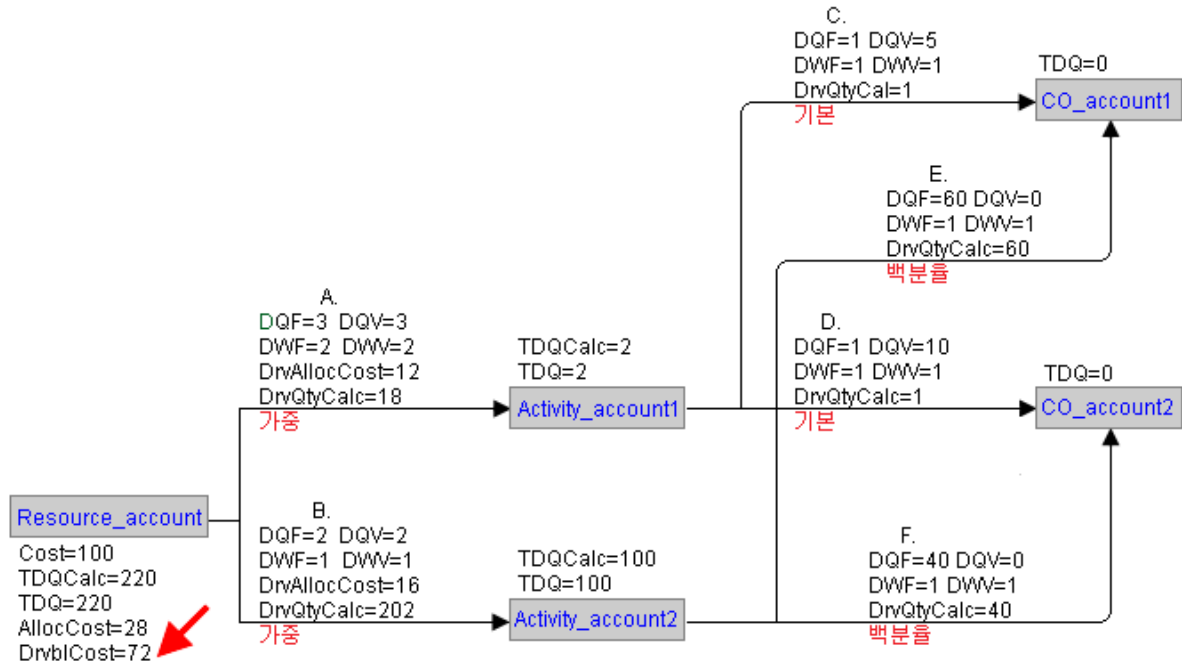 C.
DQF=1 DQV=5
DWF=1 DWV=1
DrvQtyCal=1
기본
TDQ=0
CO_account1
E.
DQF=60 DQV=0
DWF=1 DWV=1
DrvQtyCalc=60
백분율
A.
DQF=3 DQV=3
DWF=2 DWV=2
DrvAllocCost=12
DrvQtyCalc=18
가중
TDQCalc=2
TDQ=2
Activity_account1
D.
DQF=1 DQV=10
DWF=1 DWV=1
DrvQtyCalc=1
기본
TDQ=0
CO_account2
Resource_account
Cost=100
TDQCalc=220
TDQ=220
AllocCost=28
DrvblCost=72
B.
DQF=2 DQV=2
DWF=1 DWV=1
DrvAllocCost=16
DrvQtyCalc=202
가중
TDQCalc=100
TDQ=100
Activity_account2
F.
DQF=40 DQV=0
DWF=1 DWV=1
DrvQtyCalc=40
백분율